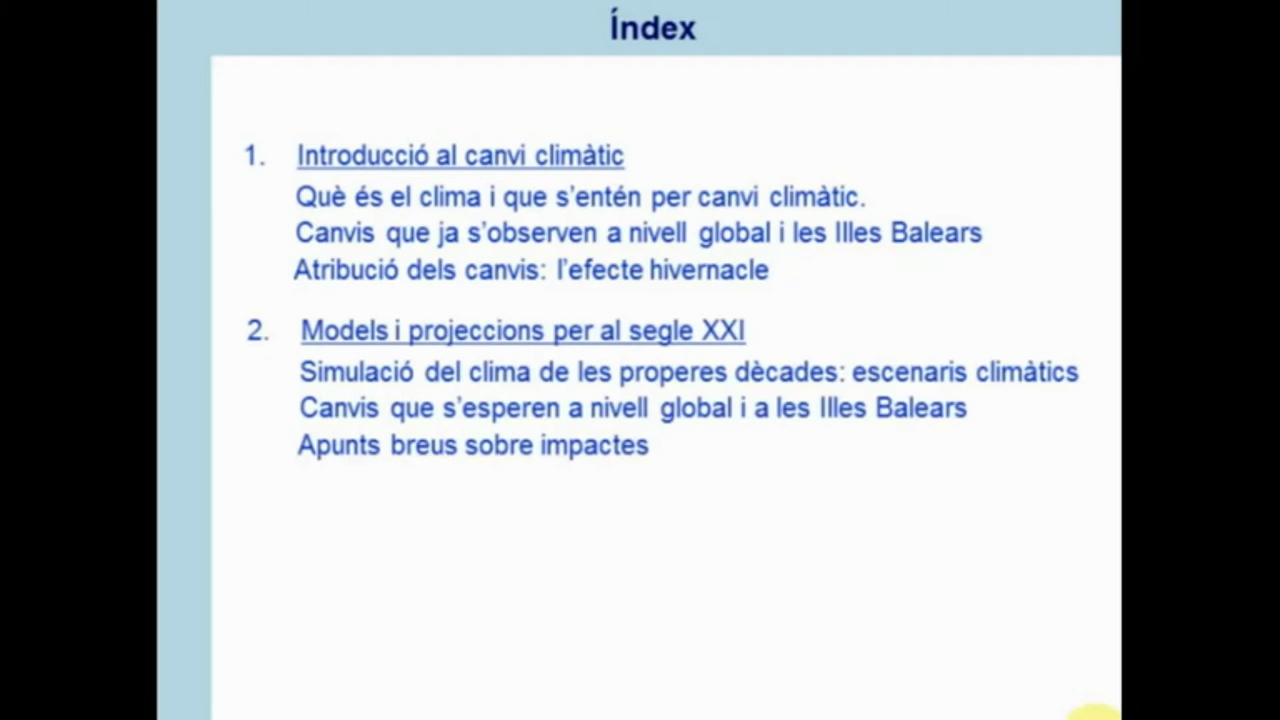 Índex
1. Introducció al canvi climàtic
Què és el clima i que s'entén per canvi climàtic.
Canvis que ja s'observen a nivell global i les Illes Balears
Atribució dels canvis: l'efecte hivernacle
2. Models i projeccions per al segle XXI
Simulació del clima de les properes dècades: escenaris climàtics
Canvis que s'esperen a nivell global i a les Illes Balears
Apunts breus sobre impactes